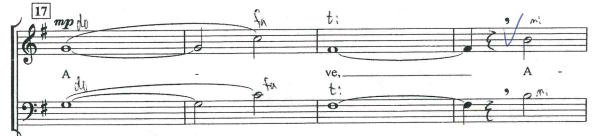 17
mp do fa ti mi
A - ve, A -
do fa ti mi